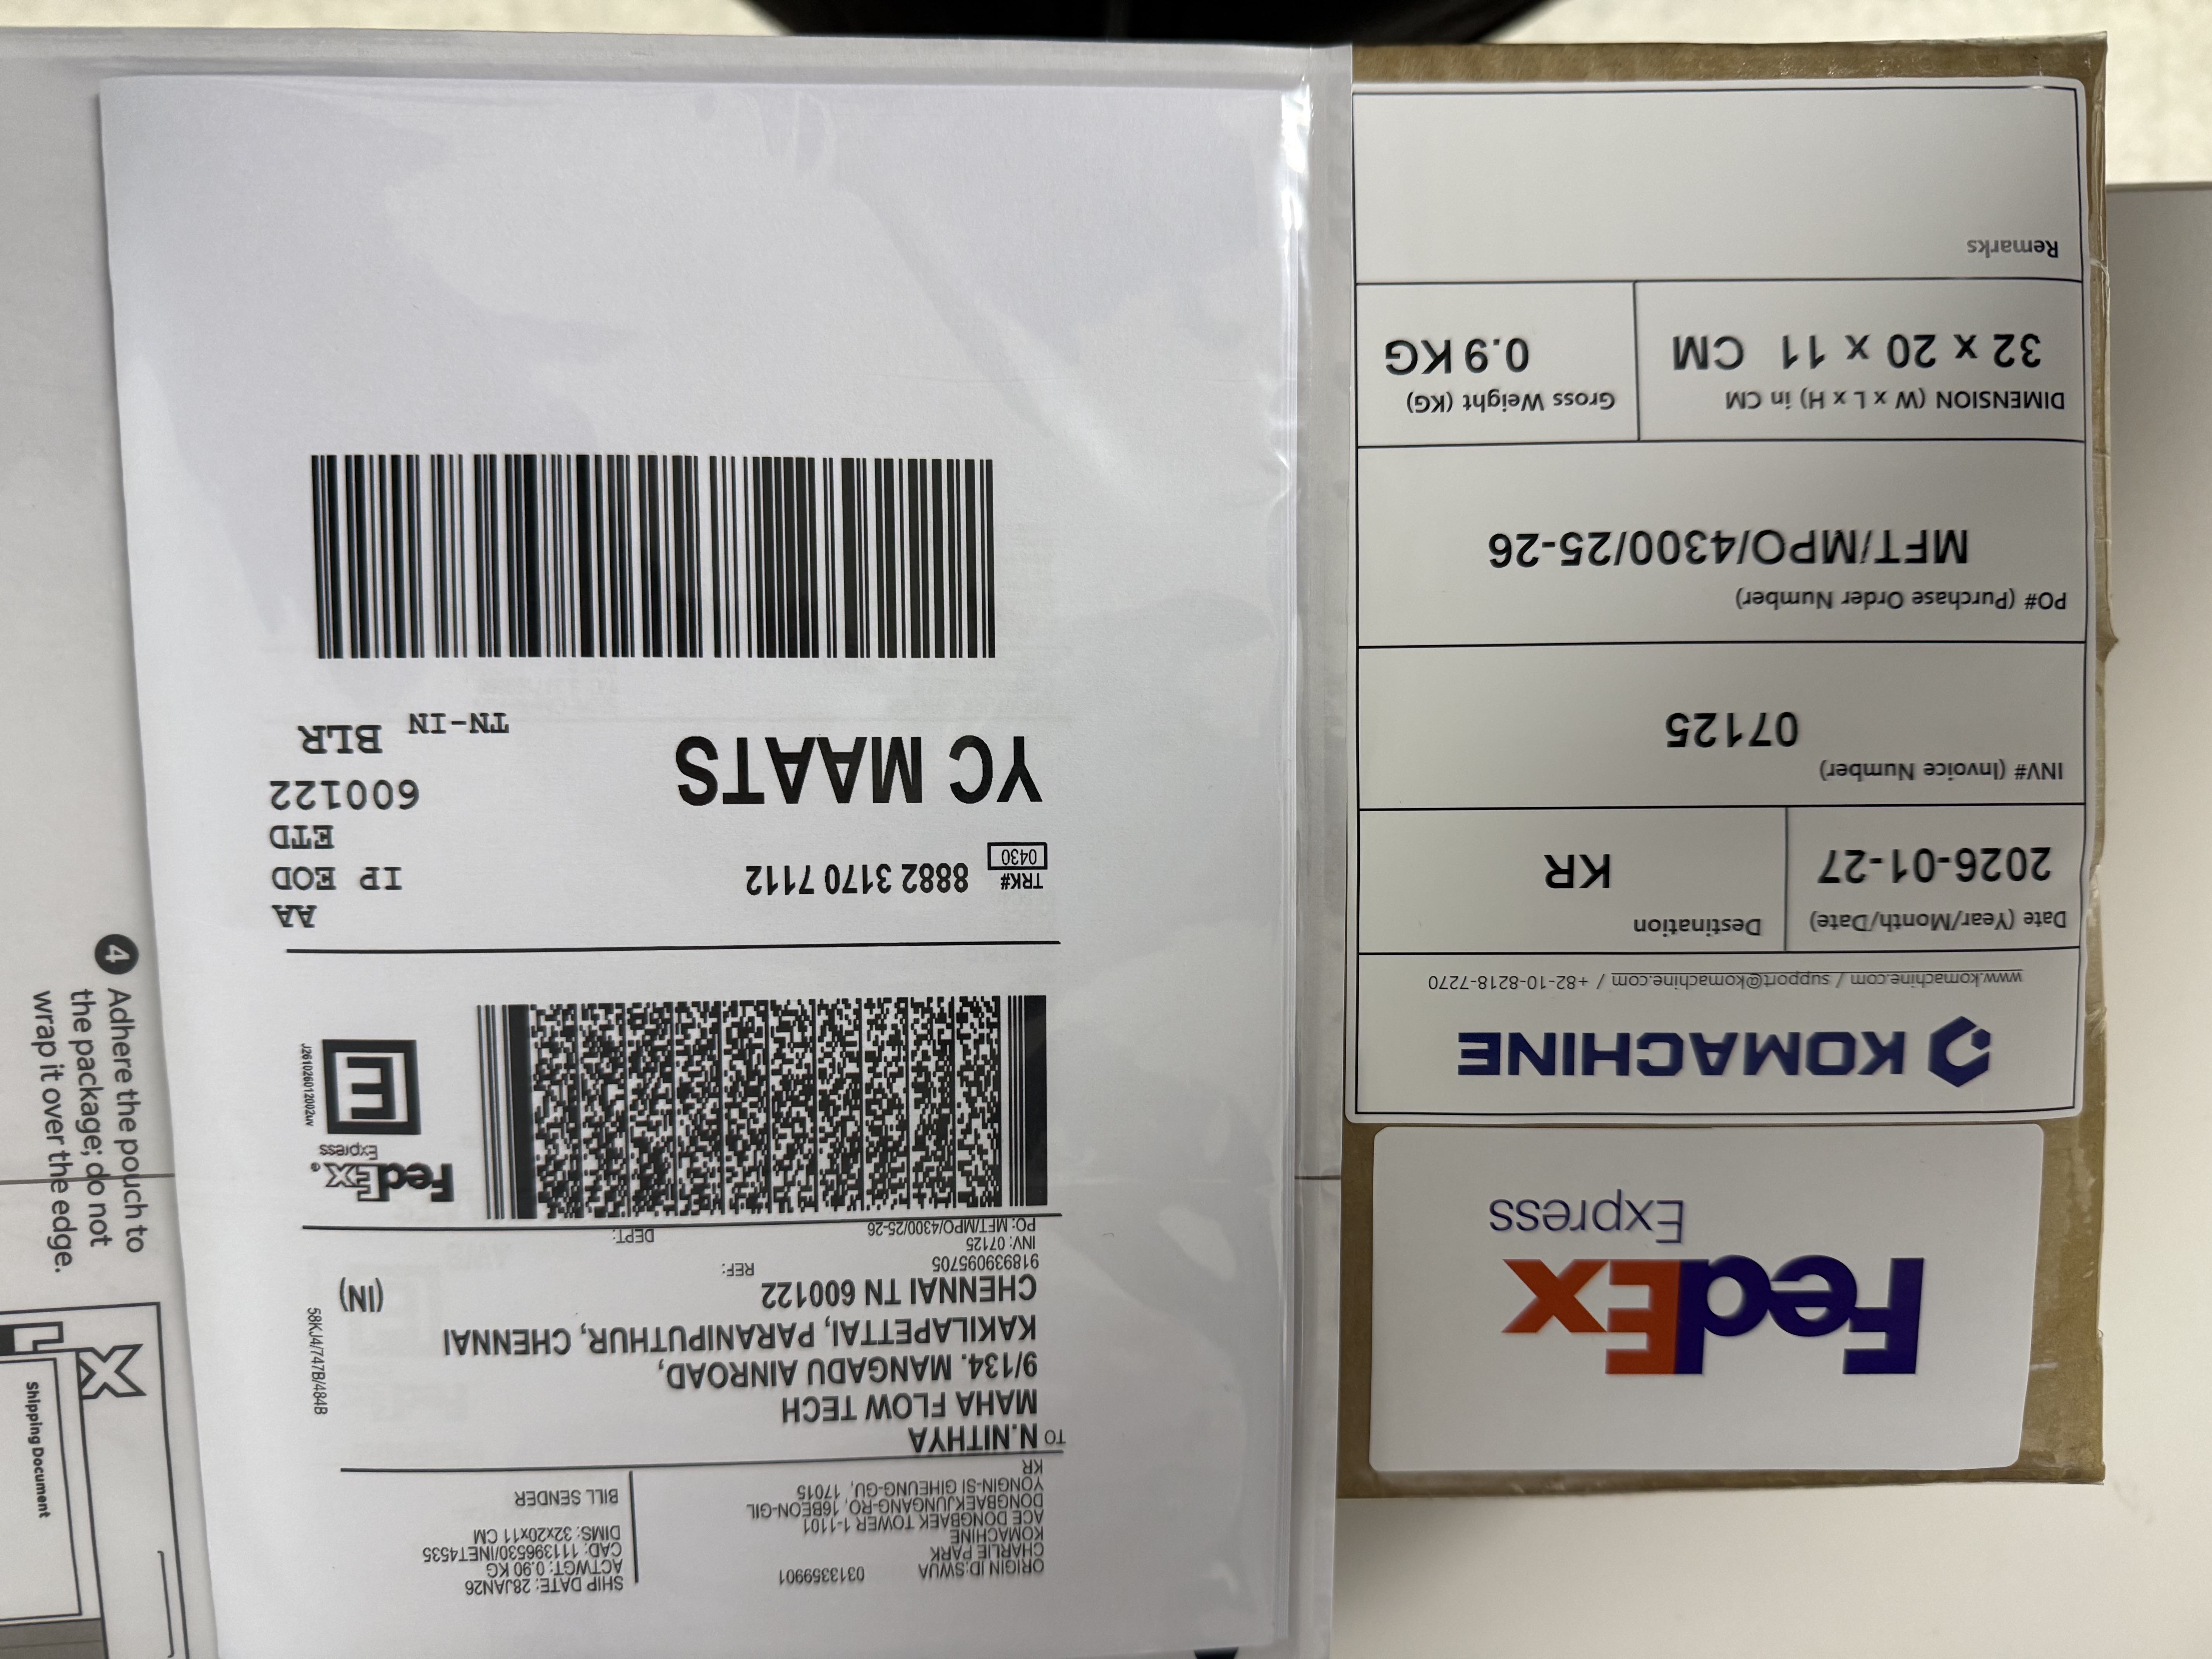 ORIGIN ID:SWUA 0313359901
CHARLIE PARK
KOMACHINE
ACE DONGBAEK TOWER 1-1101
DONGBAEKJUNGANG-RO, 16BEON-GIL
YONGIN-SI GIHEUNG-GU, 17015
KR
SHIP DATE: 28JAN26
ACTWGT: 0.90 KG
CAD: 111396530/INET4535
DIMS: 32x20x11 CM
BILL SENDER
TO N.NITHYA
MAHA FLOW TECH
9/134. MANGADU AINROAD,
KAKILAPETTAI, PARANIPUTHUR, CHENNAI
CHENNAI TN 600122
(IN)
918939095705 REF:
INV: 07125
PO: MFT/MPO/4300/25-26 DEPT:
58KJ4/747B/484B
FedEx®
Express
E
J261026012002uv
TRK# 8882 3170 7112
0430
AA
IP EOD
ETD
YC MAATS
600122
TN-IN BLR
FedEx
Express
KOMACHINE
www.komachine.com / support@komachine.com / +82-10-8218-7270
Date (Year/Month/Date) Destination
2026-01-27 KR
INV# (Invoice Number)
07125
PO# (Purchase Order Number)
MFT/MPO/4300/25-26
DIMENSION (W x L x H) in CM Gross Weight (KG)
32 x 20 x 11 CM 0.9 KG
Remarks
4 Adhere the pouch to
the package; do not
wrap it over the edge.
Shipping Document